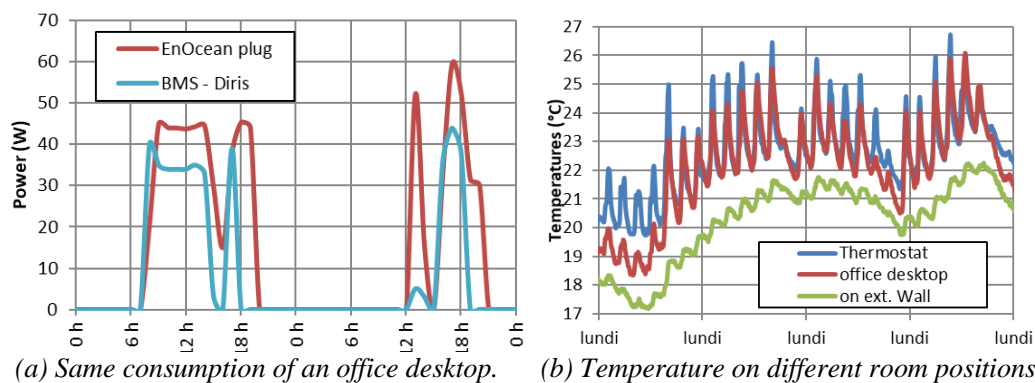 70
60
50
40
30
20
10
0
Power (W)
EnOcean plug
BMS - Diris
0 h
6 h
12 h
18 h
0 h
6 h
12 h
18 h
0 h
(a) Same consumption of an office desktop.
27
26
25
24
23
22
21
20
19
18
17
Temperatures (°C)
Thermostat
office desktop
on ext. Wall
lundi
lundi
lundi
lundi
lundi
(b) Temperature on different room positions